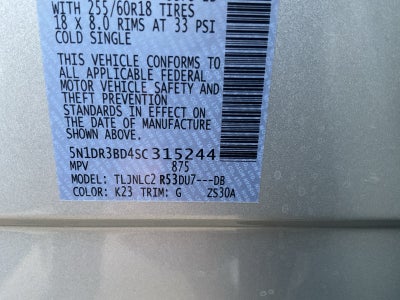 WITH 255/60R18 TIRES
18 X 8.0 RIMS AT 33 PSI
COLD SINGLE
THIS VEHICLE CONFORMS TO
ALL APPLICABLE FEDERAL
MOTOR VEHICLE SAFETY AND
THEFT PREVENTION
STANDARDS IN EFFECT ON
THE DATE OF MANUFACTURE
SHOWN ABOVE.
5N1DR3BD4SC315244
MPV 875
MODEL: TLJNLC2 R53DU7---DB
COLOR: K23 TRIM: G ZS30A